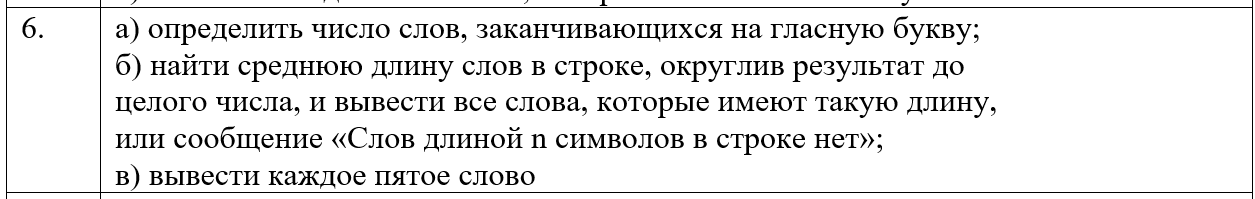 6.
а) определить число слов, заканчивающихся на гласную букву;
б) найти среднюю длину слов в строке, округлив результат до
целого числа, и вывести все слова, которые имеют такую длину,
или сообщение «Слов длиной n символов в строке нет»;
в) вывести каждое пятое слово